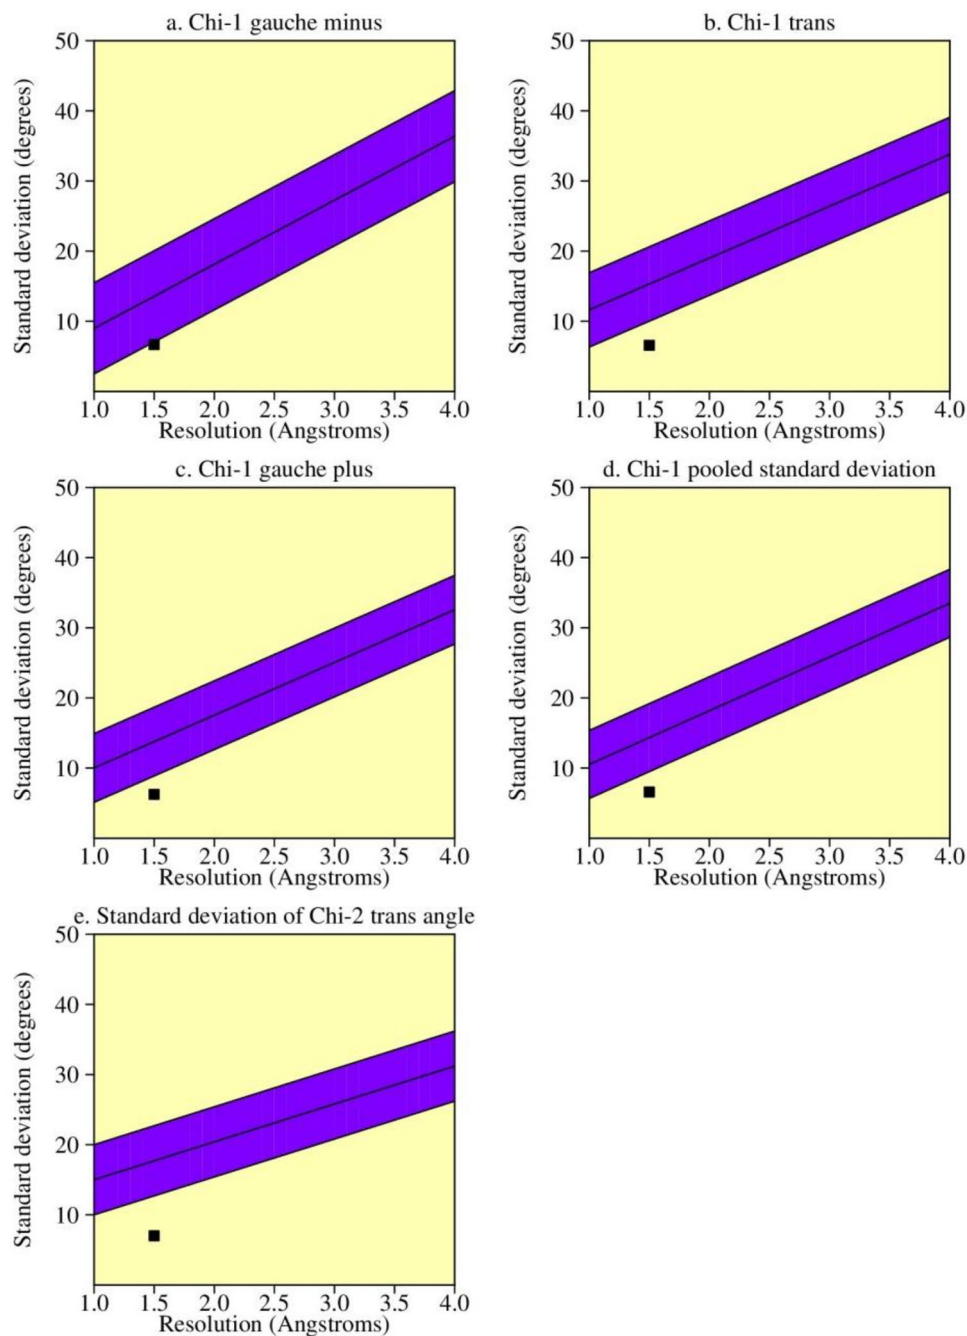 a. Chi-1 gauche minus
Standard deviation (degrees)
50
40
30
20
10
1.0 1.5 2.0 2.5 3.0 3.5 4.0
Resolution (Angstroms)
b. Chi-1 trans
Standard deviation (degrees)
50
40
30
20
10
1.0 1.5 2.0 2.5 3.0 3.5 4.0
Resolution (Angstroms)
c. Chi-1 gauche plus
Standard deviation (degrees)
50
40
30
20
10
1.0 1.5 2.0 2.5 3.0 3.5 4.0
Resolution (Angstroms)
d. Chi-1 pooled standard deviation
Standard deviation (degrees)
50
40
30
20
10
1.0 1.5 2.0 2.5 3.0 3.5 4.0
Resolution (Angstroms)
e. Standard deviation of Chi-2 trans angle
Standard deviation (degrees)
50
40
30
20
10
1.0 1.5 2.0 2.5 3.0 3.5 4.0
Resolution (Angstroms)